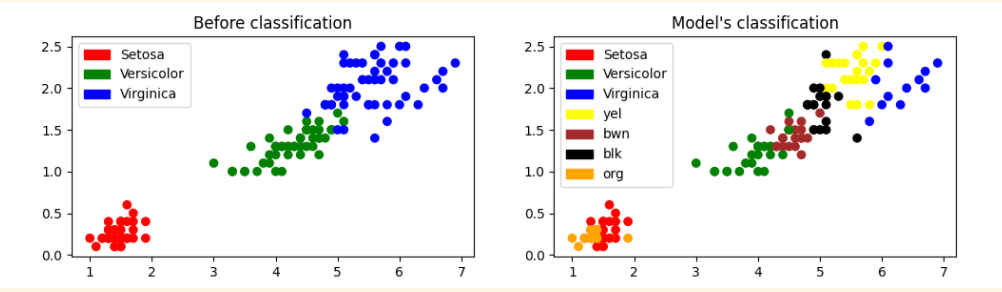 Before classification
Setosa
Versicolor
Virginica
2.5
2.0
1.5
1.0
0.5
0.0
1 2 3 4 5 6 7
Model's classification
Setosa
Versicolor
Virginica
yel
bwn
blk
org
2.5
2.0
1.5
1.0
0.5
0.0
1 2 3 4 5 6 7